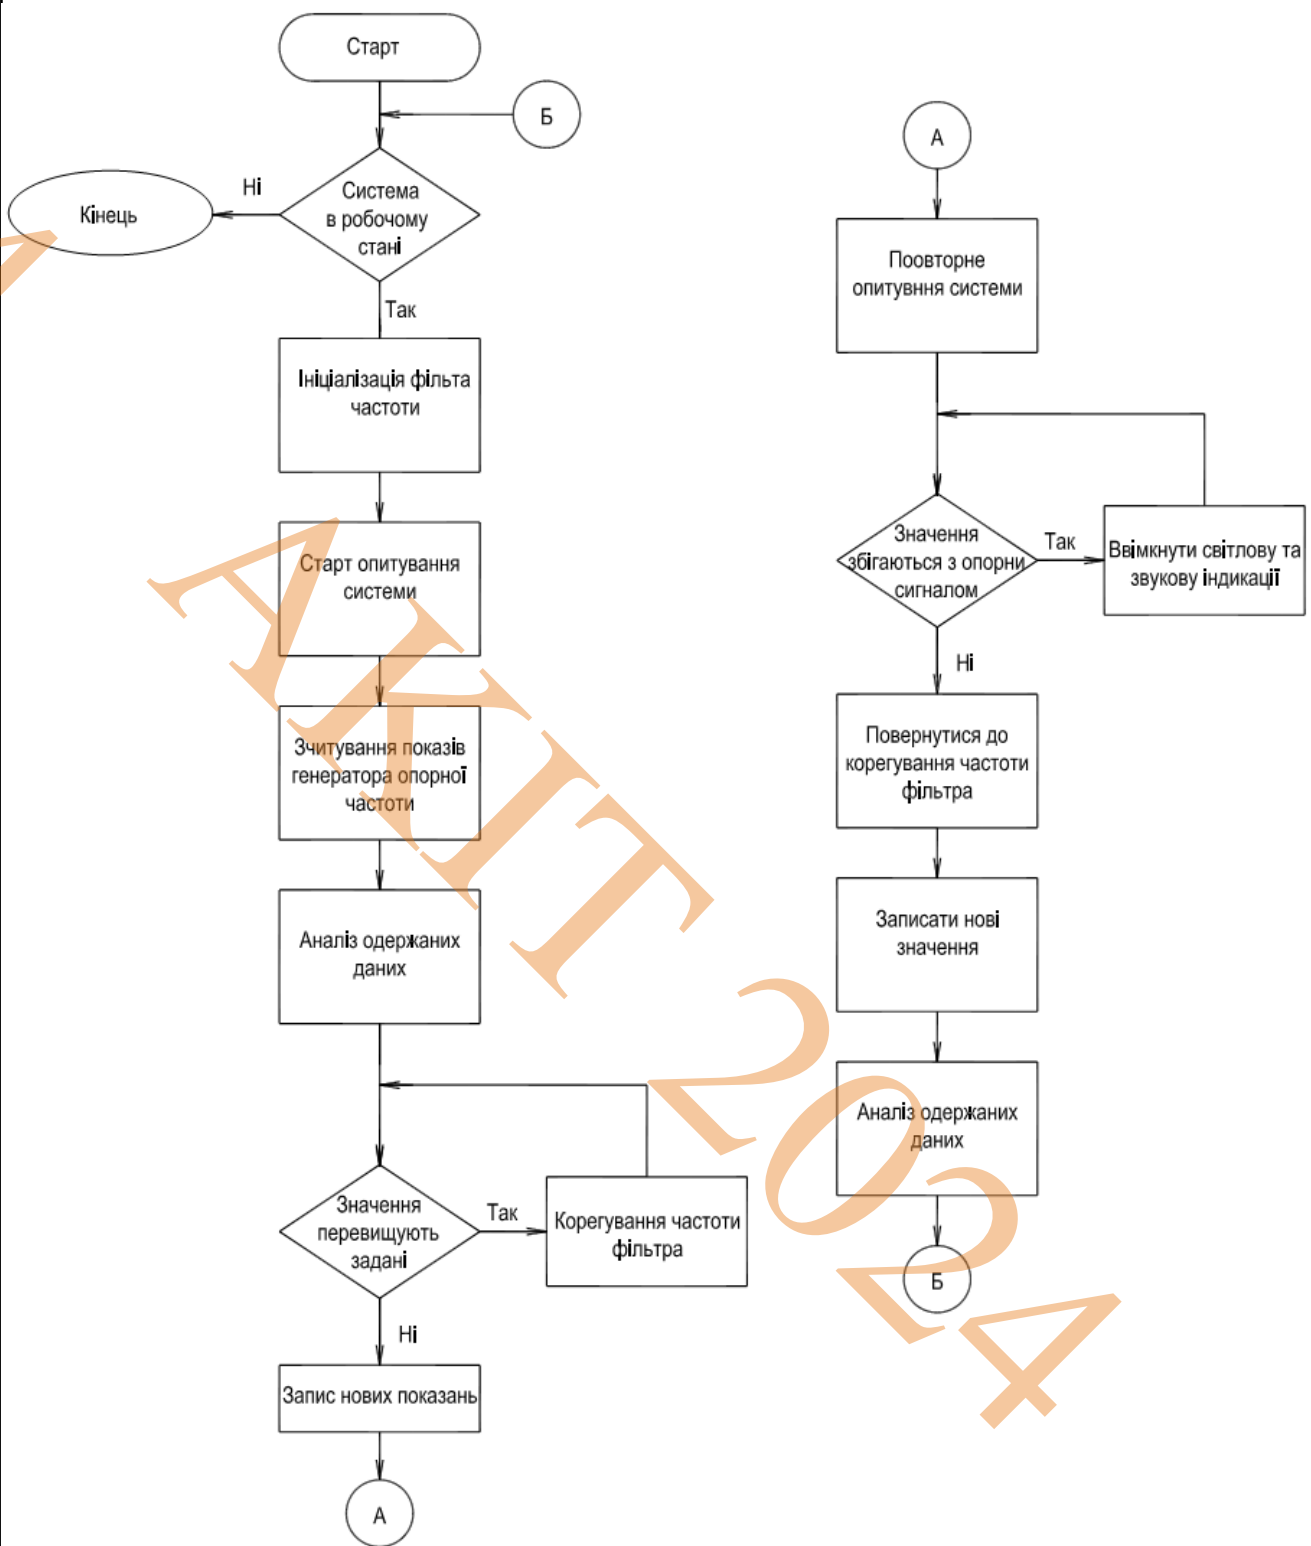 Старт
Б
Система
в робочому
стані
Ні
Кінець
Так
Ініціалізація фільта
частоти
Старт опитування
системи
Зчитування показів
генератора опорної
частоти
Аналіз одержаних
даних
Значення
перевищують
задані
Так
Корегування частоти
фільтра
Ні
Запис нових показань
А
А
Поовторне
опитувння системи
Значення
збігаються з опорни
сигналом
Так
Ввімкнути світлову та
звукову індикації
Ні
Повернутися до
корегування частоти
фільтра
Записати нові
значення
Аналіз одержаних
даних
Б
АКІТ 2024